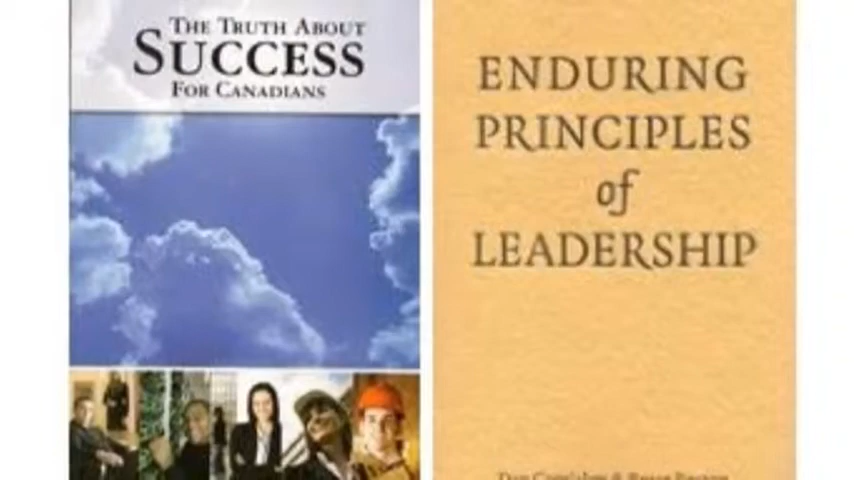 THE TRUTH ABOUT
SUCCESS
FOR CANADIANS
ENDURING
PRINCIPLES
of
LEADERSHIP